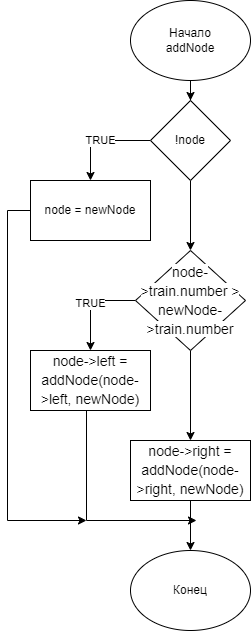 Начало
addNode
!node
TRUE
node = newNode
node-
>train.number >
newNode-
>train.number
TRUE
node->left =
addNode(node-
>left, newNode)
node->right =
addNode(node-
>right, newNode)
Конец